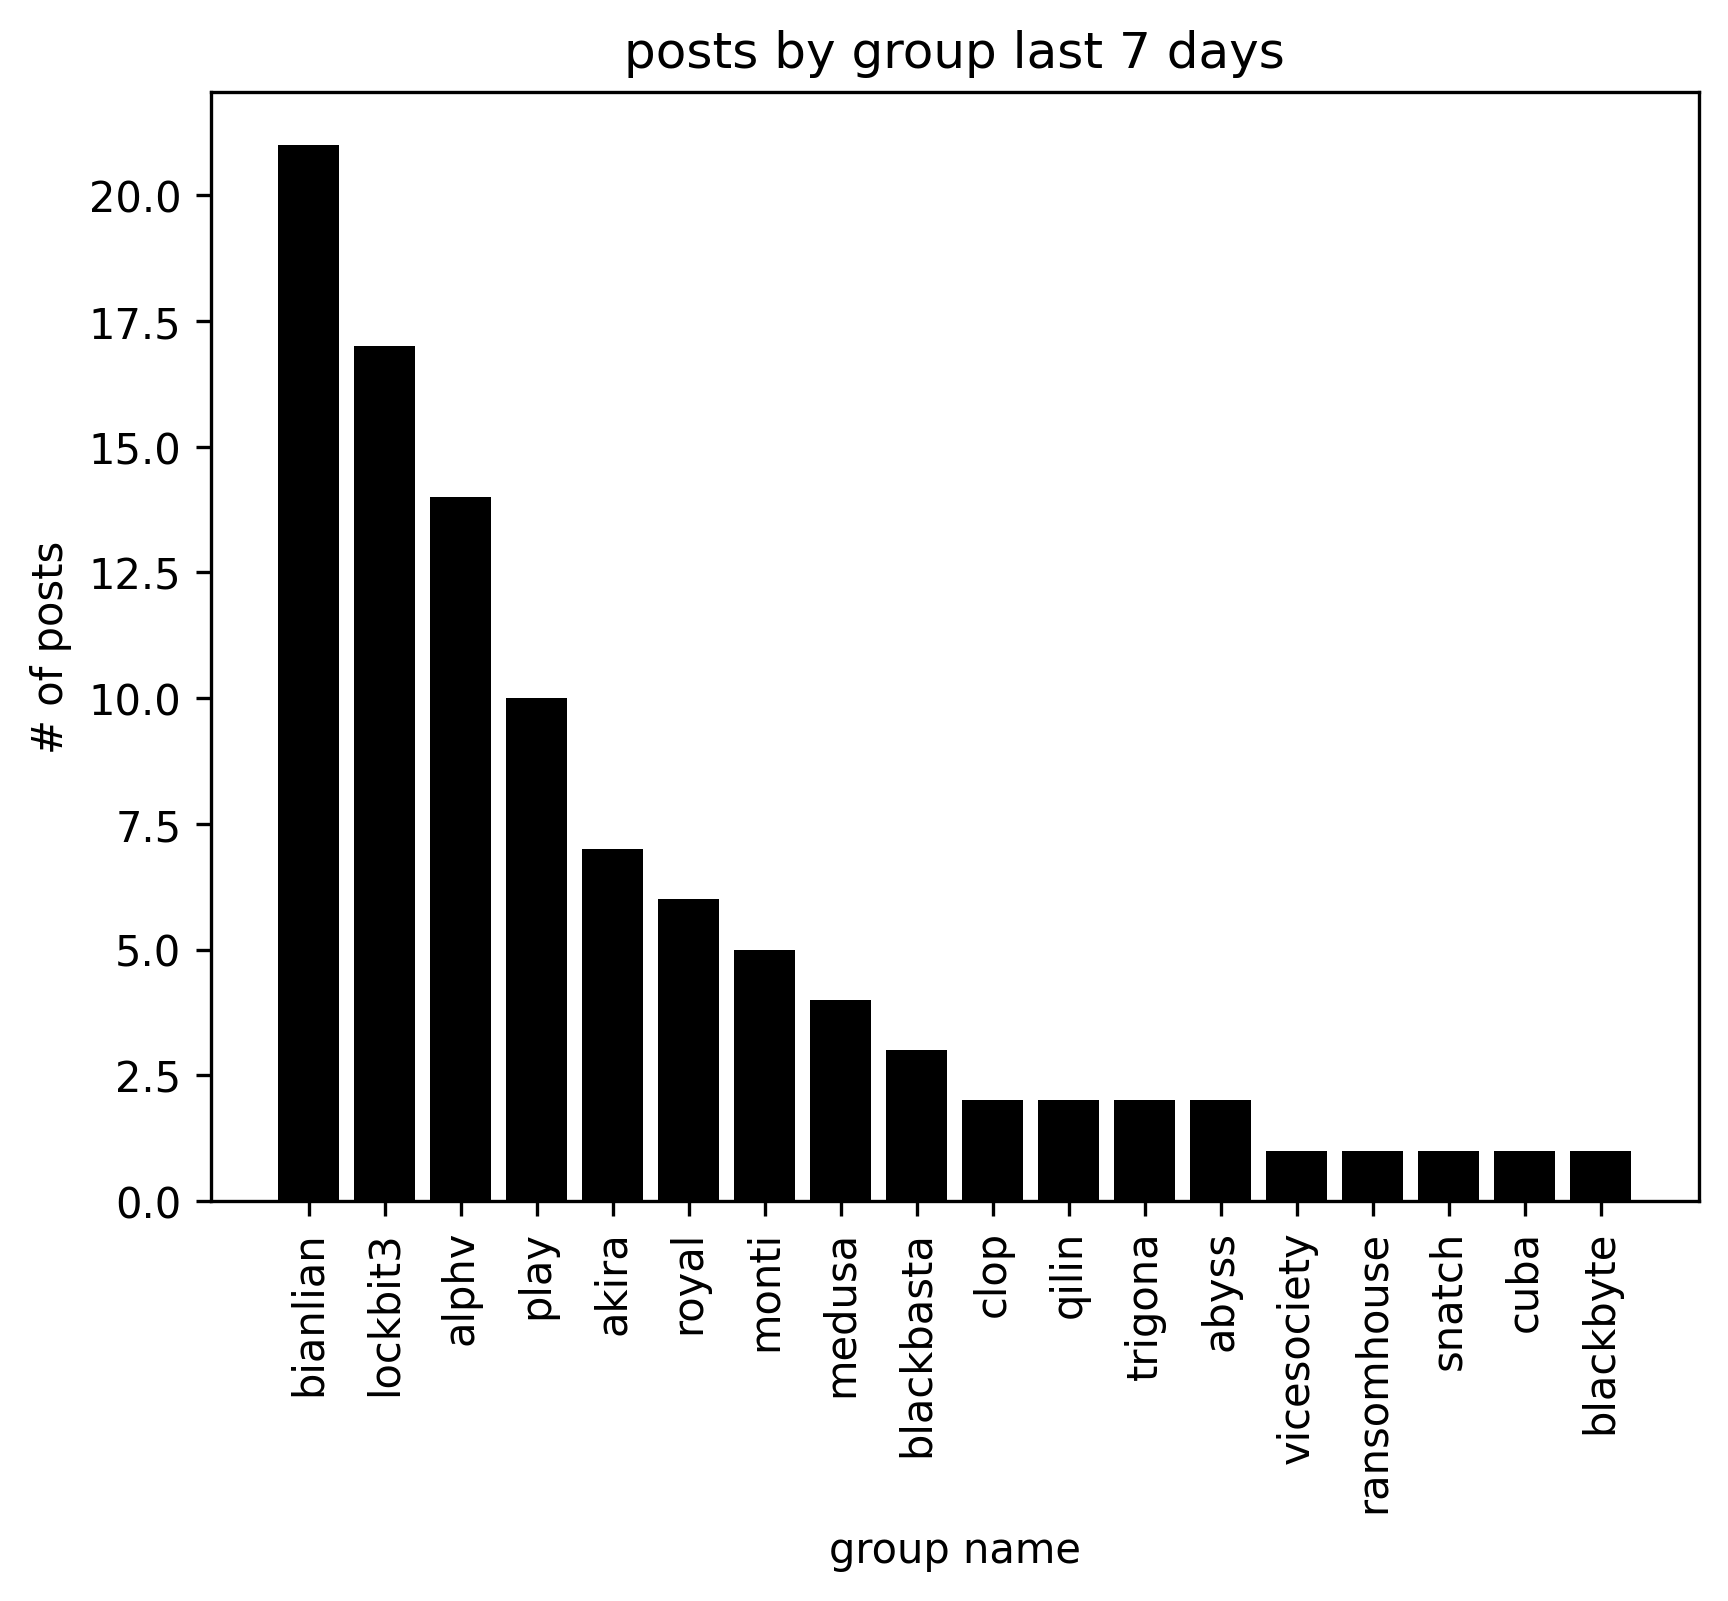 posts by group last 7 days
# of posts
20.0
17.5
15.0
12.5
10.0
7.5
5.0
2.5
0.0
bianlian
lockbit3
alphv
play
akira
royal
monti
medusa
blackbasta
clop
qilin
trigona
abyss
vicesociety
ransomhouse
snatch
cuba
blackbyte
group name